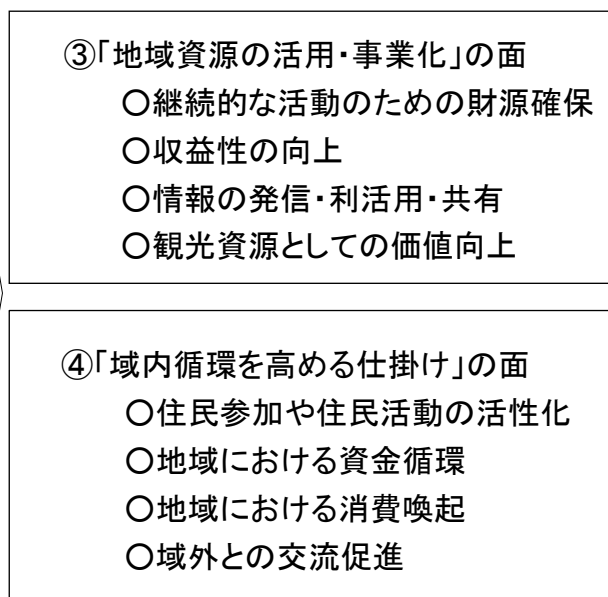 ③「地域資源の活用・事業化」の面
○継続的な活動のための財源確保
○収益性の向上
○情報の発信・利活用・共有
○観光資源としての価値向上
④「域内循環を高める仕掛け」の面
○住民参加や住民活動の活性化
○地域における資金循環
○地域における消費喚起
○域外との交流促進